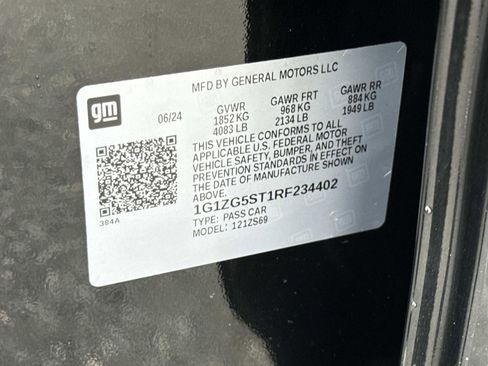 MFD BY GENERAL MOTORS LLC
gm
06/24 GVWR GAWR FRT GAWR RR
1852 KG 968 KG 884 KG
4083 LB 2134 LB 1949 LB
THIS VEHICLE CONFORMS TO ALL
APPLICABLE U.S. FEDERAL MOTOR
VEHICLE SAFETY, BUMPER, AND THEFT
PREVENTION STANDARDS IN EFFECT ON
THE DATE OF MANUFACTURE SHOWN
ABOVE.
1G1ZG5ST1RF234402
TYPE: PASS CAR
MODEL: 121ZS69
384A